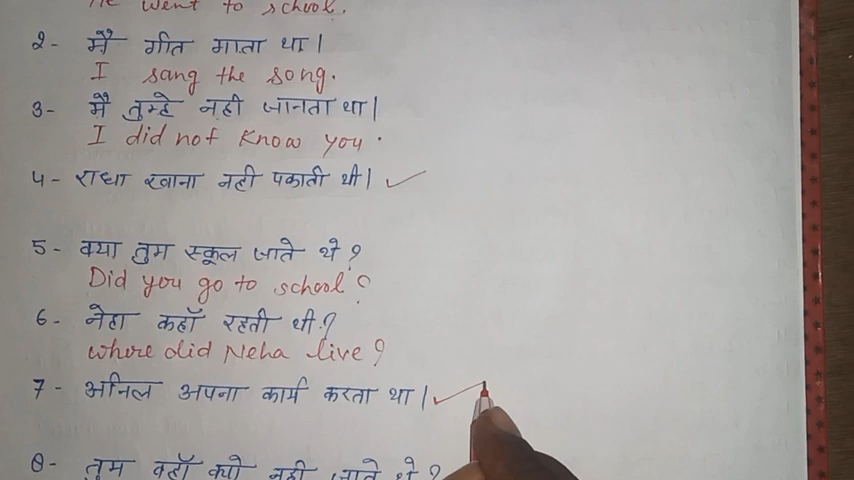 He went to school.
2- मैं गीत गाता था।
I sang the song.
3- मैं तुम्हे नही जानता था।
I did not know you.
4- राधा खाना नही पकाती थी।
5- क्या तुम स्कूल जाते थे?
Did you go to school?
6- नेहा कहाँ रहती थी?
where did Neha live?
7- अनिल अपना कार्य करता था।
8- तुम वहाँ क्यो नही जाते थे?